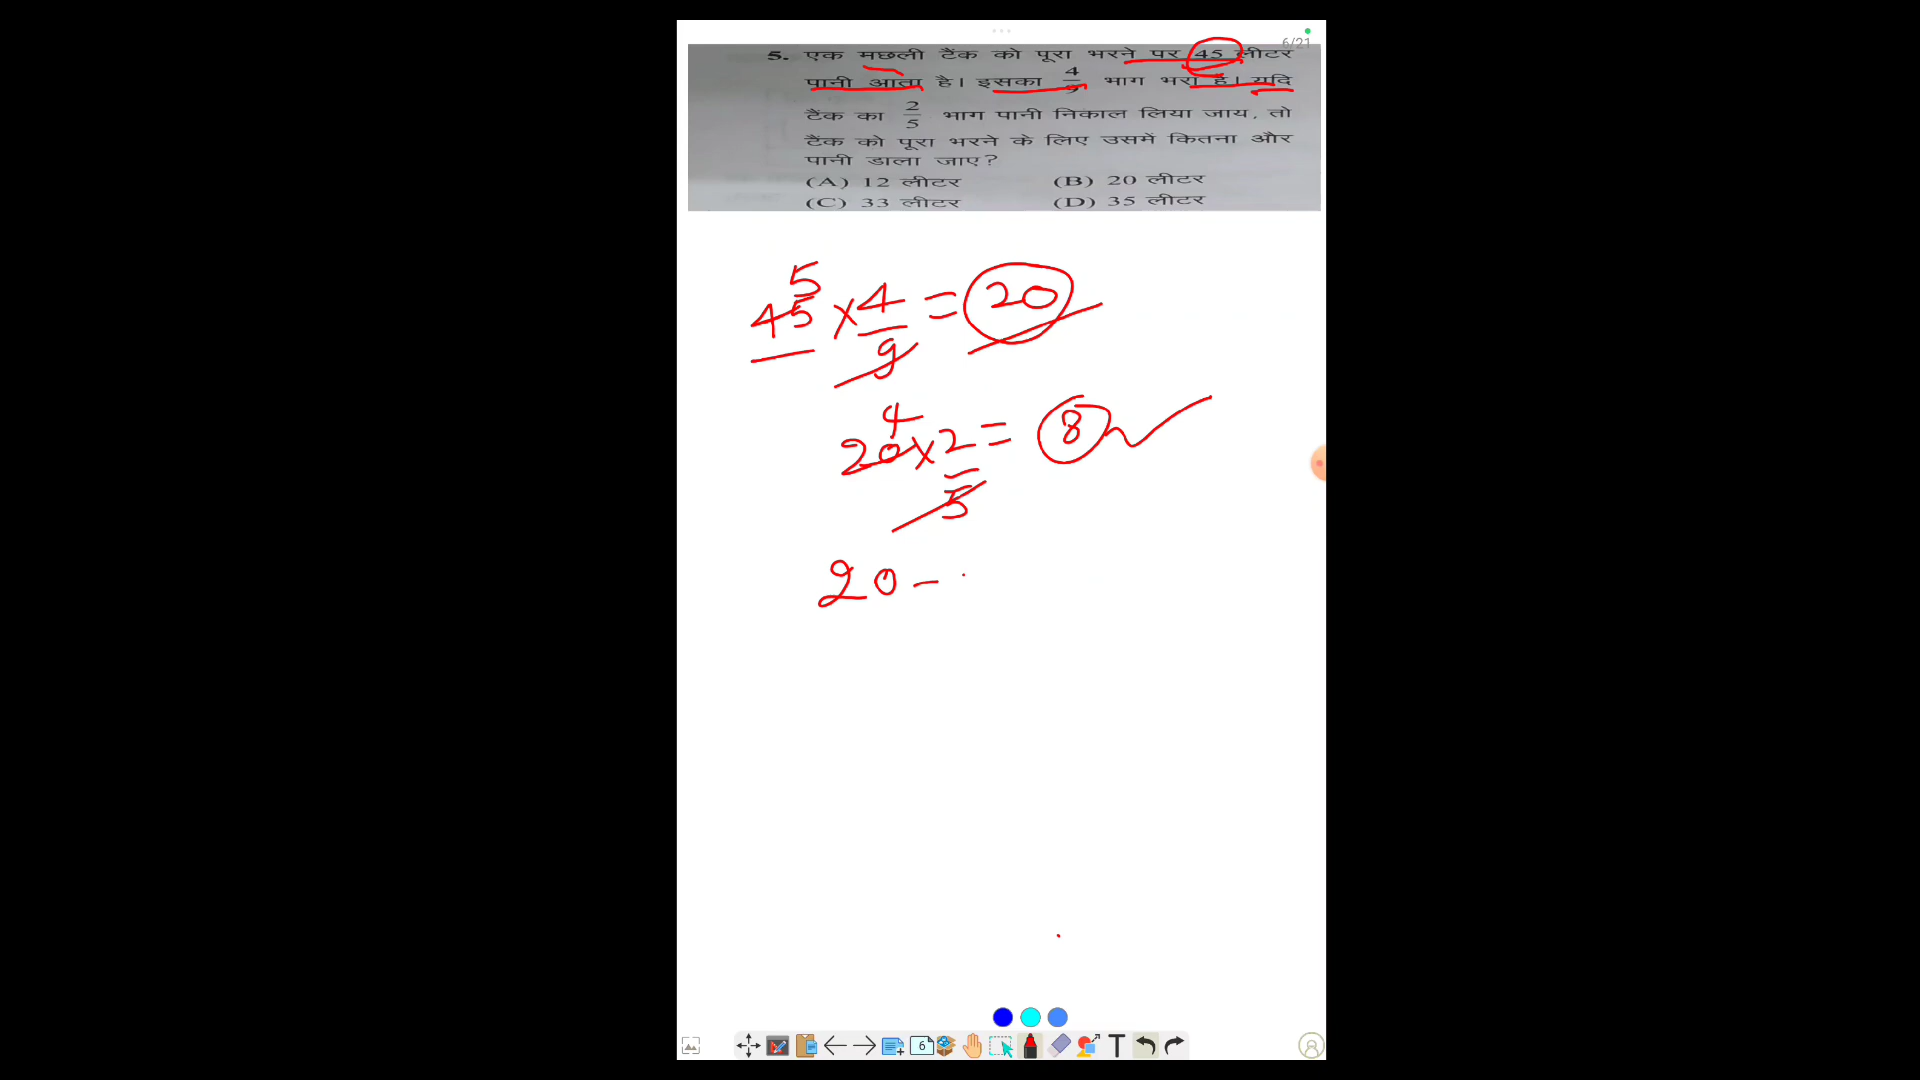 6/21
5. एक मछली टैंक को पूरा भरने पर 45 लीटर
पानी आता है। इसका 4/9 भाग भरा है। यदि
टैंक का 2/5 भाग पानी निकाल लिया जाय, तो
टैंक को पूरा भरने के लिए उसमें कितना और
पानी डाला जाए?
(A) 12 लीटर (B) 20 लीटर
(C) 33 लीटर (D) 35 लीटर
5
45 × 4/9 = 20
4
20 × 2/5 = 8
20 -
6 T